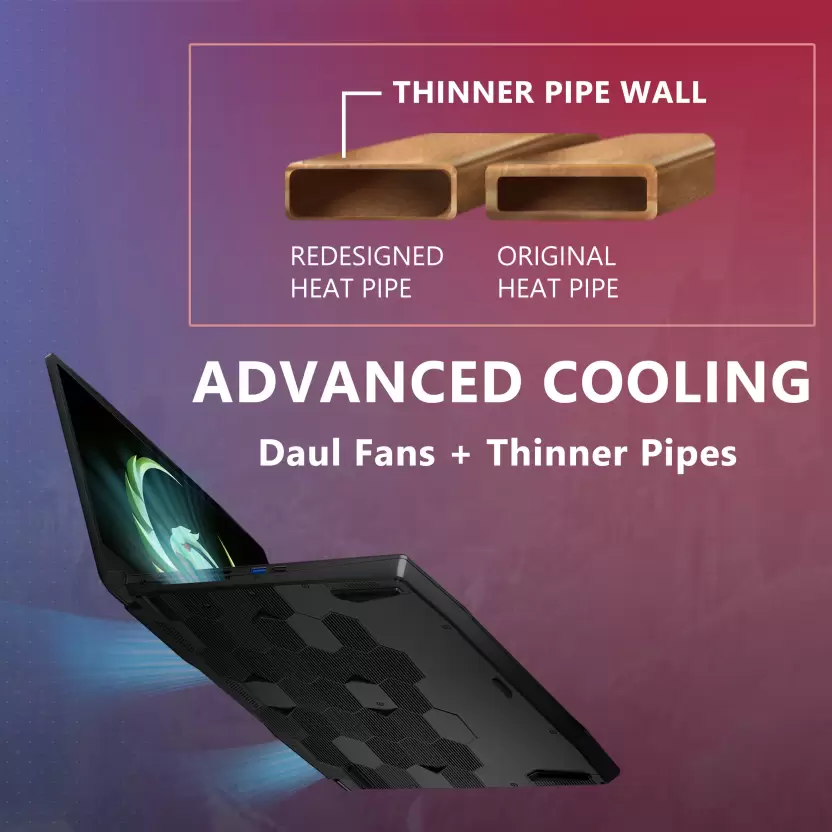 THINNER PIPE WALL
REDESIGNED
HEAT PIPE
ORIGINAL
HEAT PIPE
ADVANCED COOLING
Daul Fans + Thinner Pipes